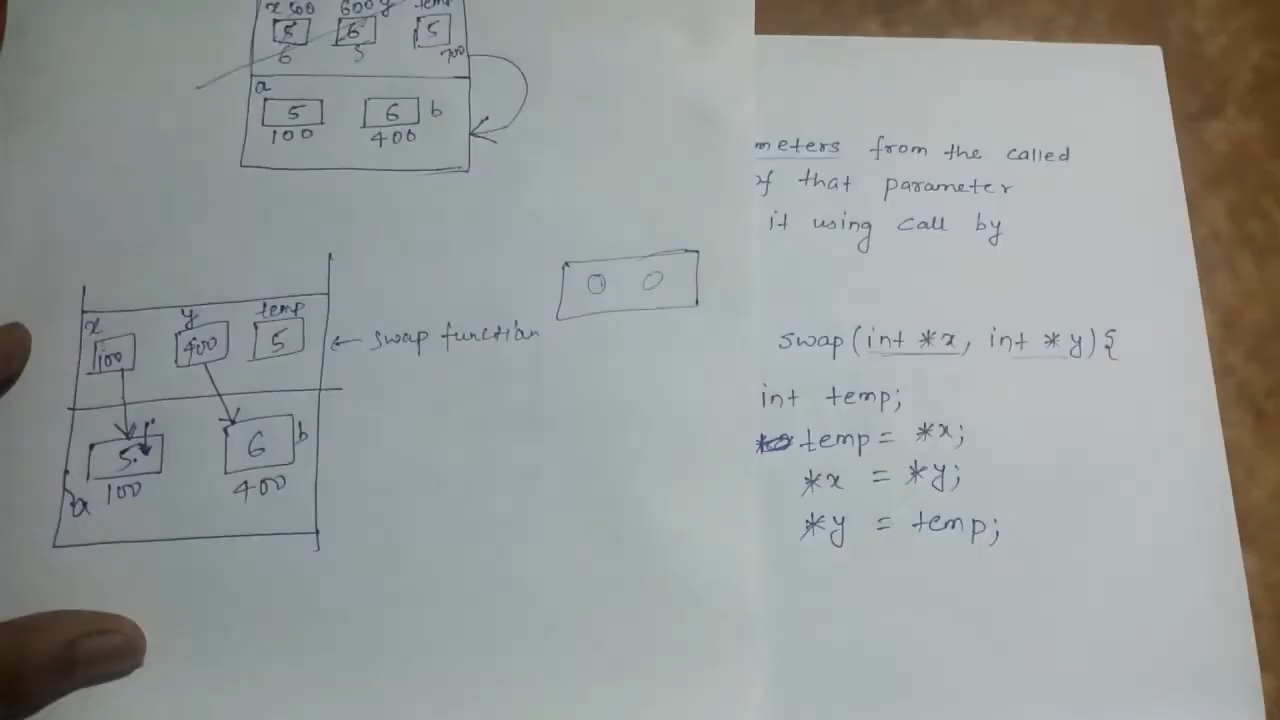 x 500 600 y temp
5 6 5
6 5 700
a
5 6 b
100 400
x y temp
100 400 5
← swap function
5 6 b
a 100 400
meters from the called
of that parameter
it using call by
swap(int *x, int *y){
int temp;
temp = *x;
*x = *y;
*y = temp;